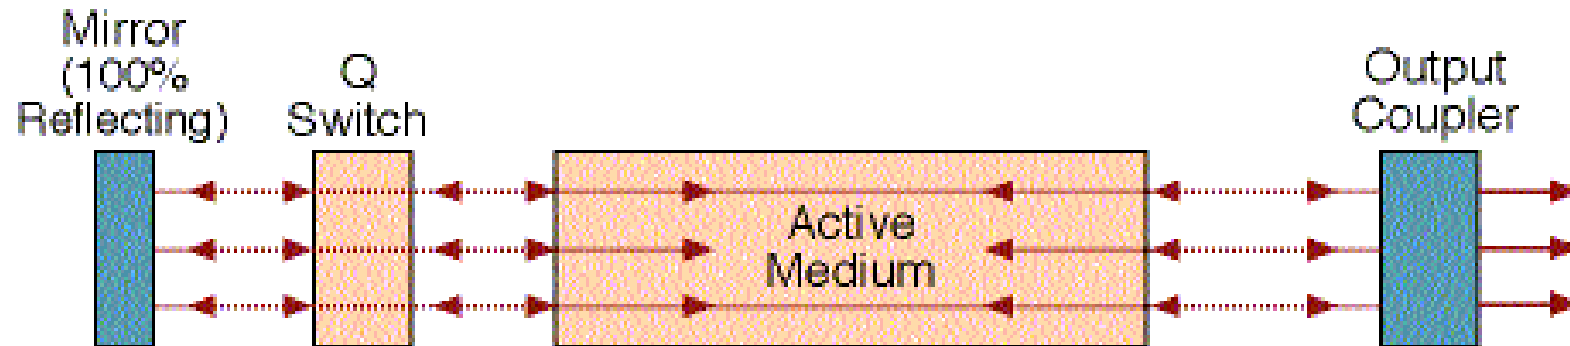 Mirror
(100%
Reflecting)
Q
Switch
Active
Medium
Output
Coupler